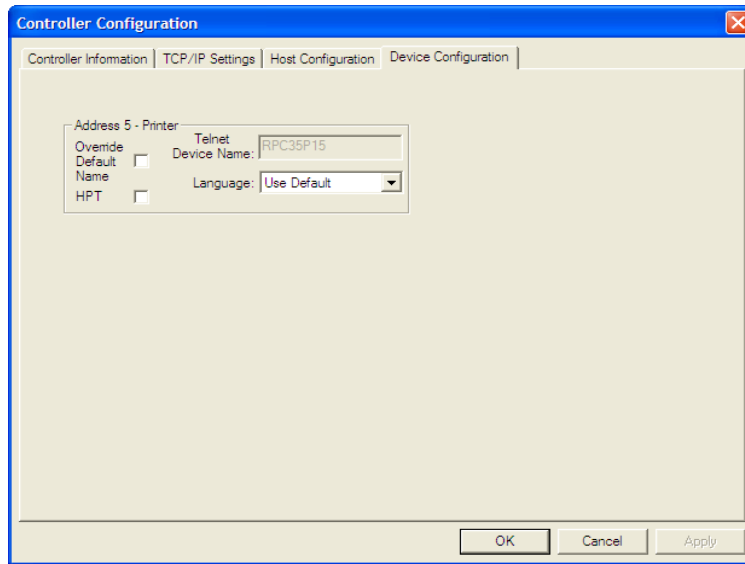 Controller Configuration
Controller Information
TCP/IP Settings
Host Configuration
Device Configuration
Address 5 - Printer
Override
Default
Name
Telnet
Device Name:
RPC35P15
HPT
Language:
Use Default
OK
Cancel
Apply